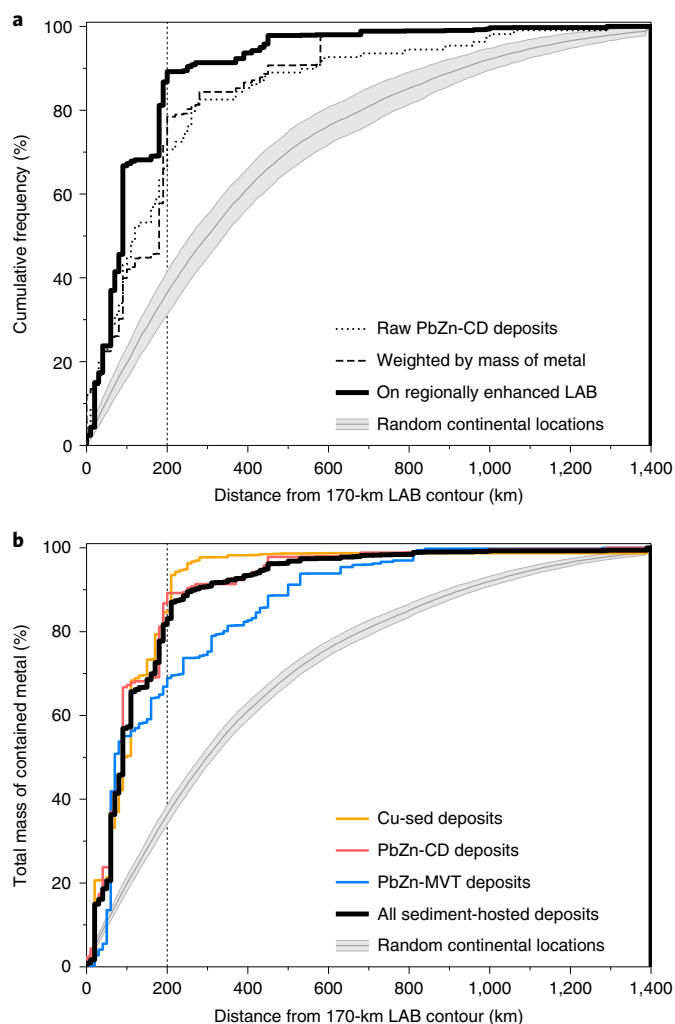 a
100
80
60
40
20
0
Cumulative frequency (%)
Raw PbZn-CD deposits
Weighted by mass of metal
On regionally enhanced LAB
Random continental locations
0 200 400 600 800 1,000 1,200 1,400
Distance from 170-km LAB contour (km)
b
100
80
60
40
20
0
Total mass of contained metal (%)
Cu-sed deposits
PbZn-CD deposits
PbZn-MVT deposits
All sediment-hosted deposits
Random continental locations
0 200 400 600 800 1,000 1,200 1,400
Distance from 170-km LAB contour (km)